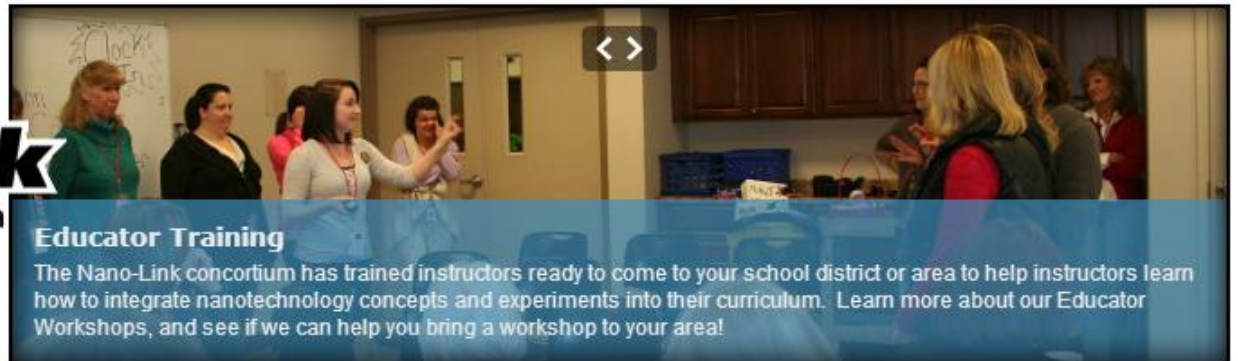 Clock
k
Educator Training
The Nano-Link concortium has trained instructors ready to come to your school district or area to help instructors learn
how to integrate nanotechnology concepts and experiments into their curriculum.  Learn more about our Educator
Workshops, and see if we can help you bring a workshop to your area!